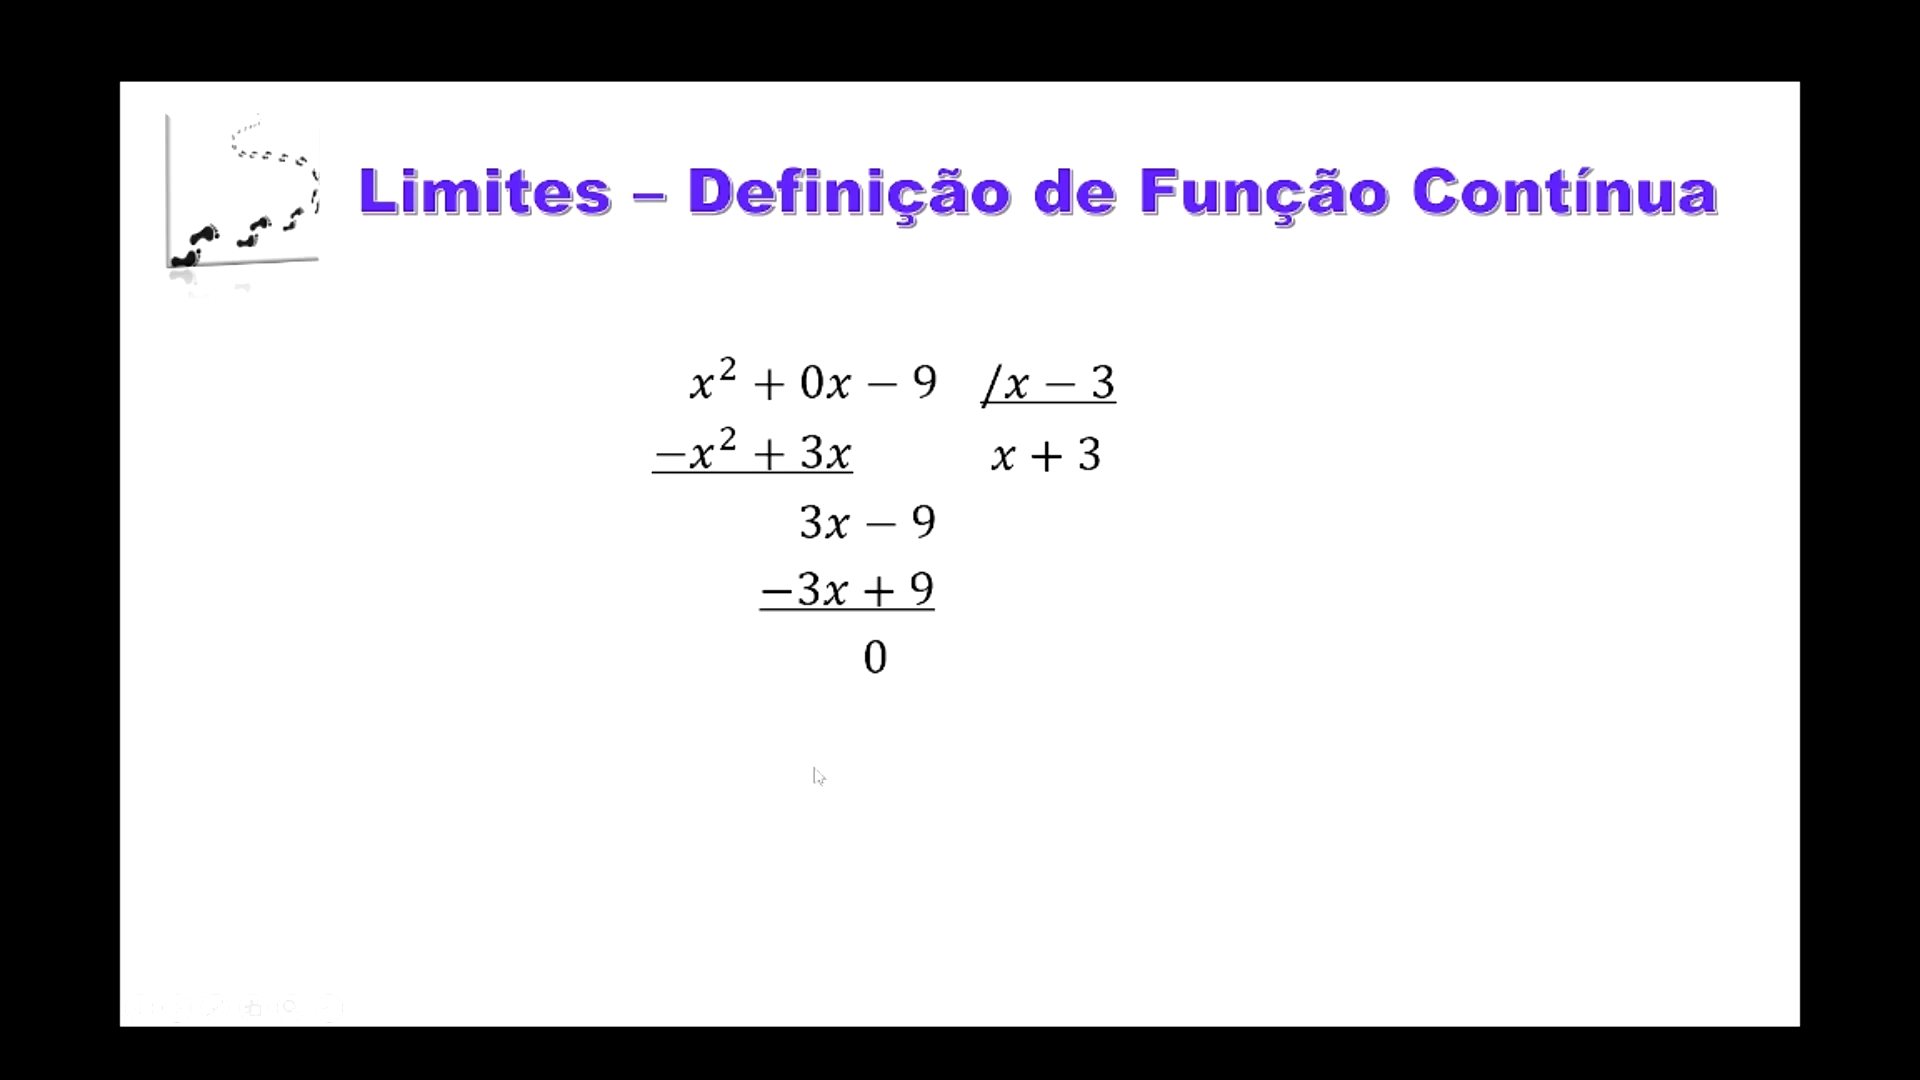 Limites – Definição de Função Contínua
x² + 0x − 9 /x − 3
−x² + 3x x + 3
3x − 9
−3x + 9
0